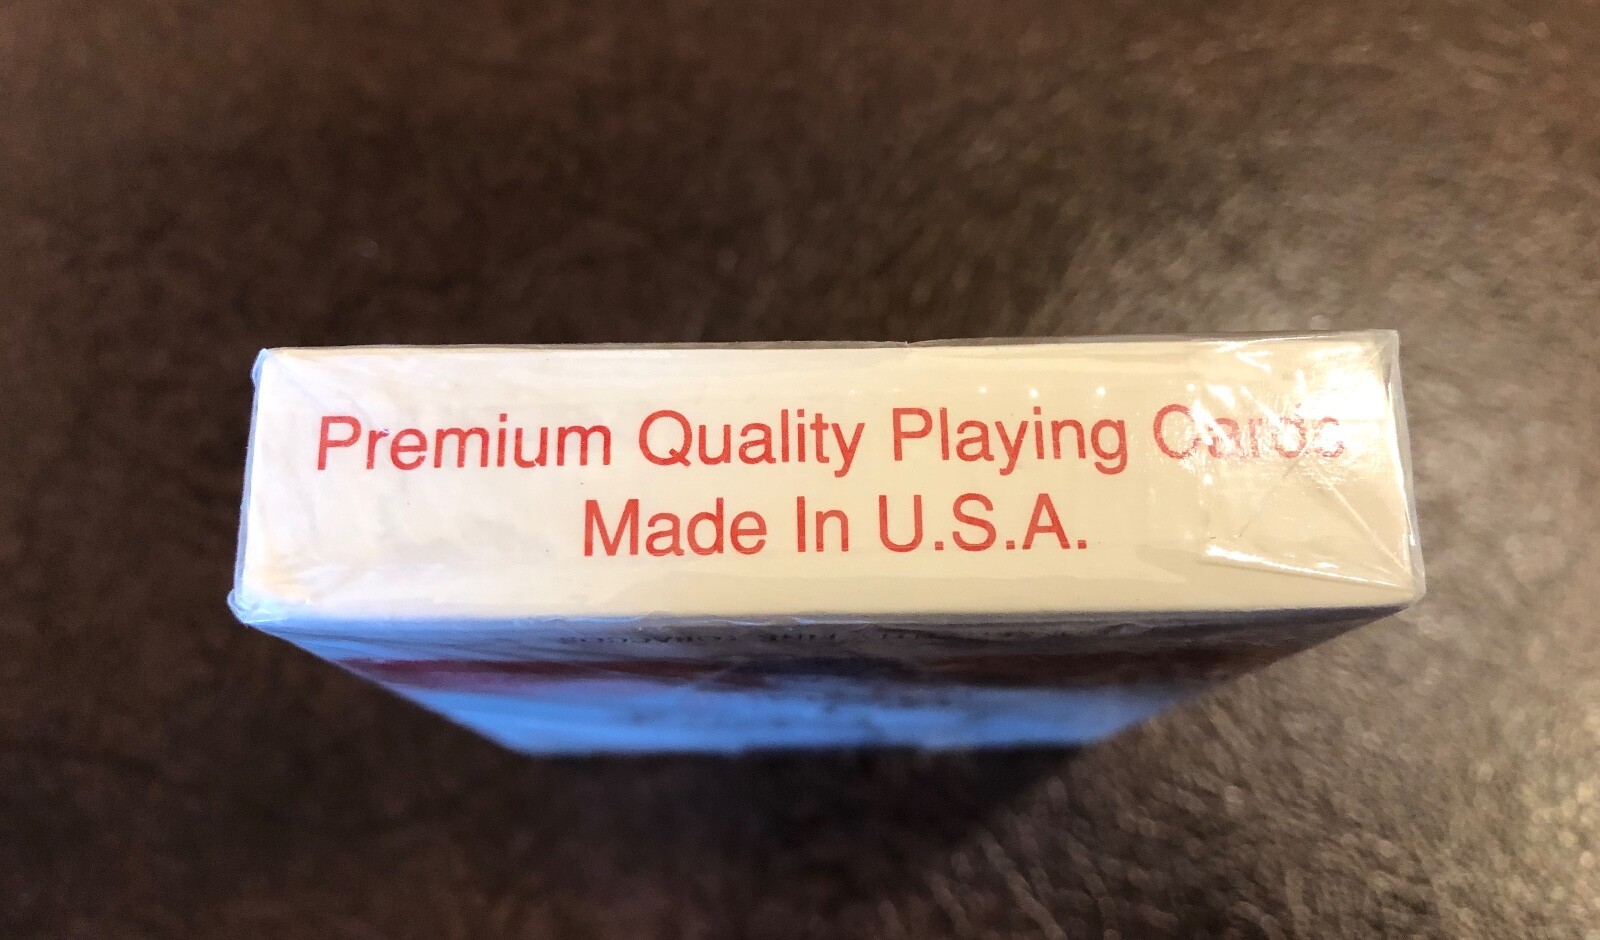 Premium Quality Playing Cards
Made In U.S.A.